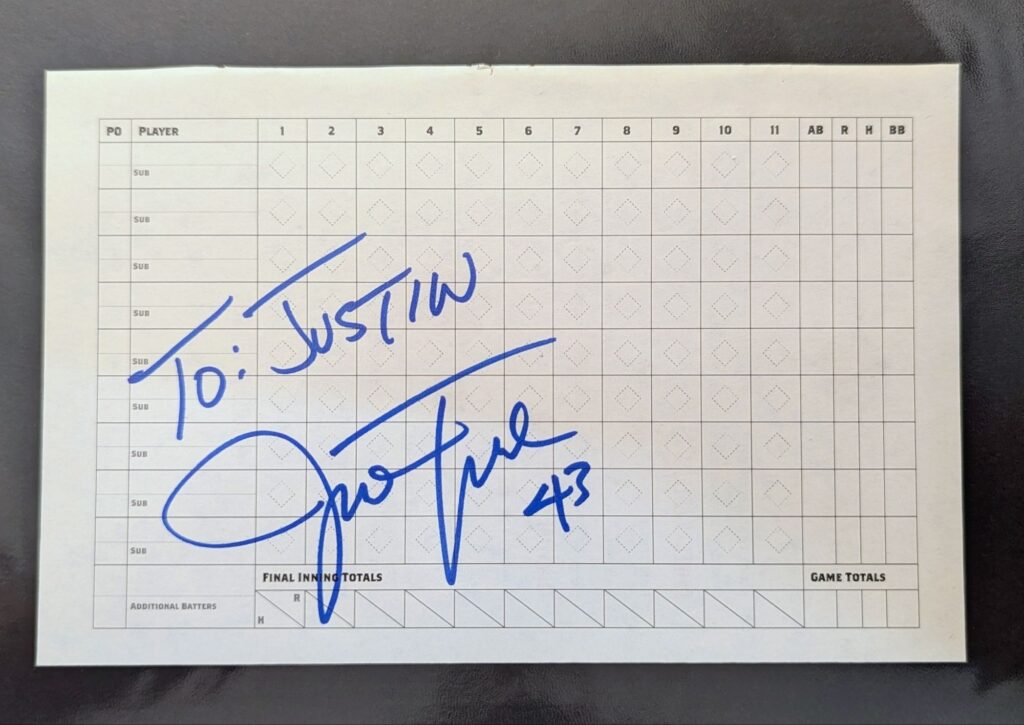 PO PLAYER 1 2 3 4 5 6 7 8 9 10 11 AB R H BB
SUB
SUB
SUB
SUB
SUB
SUB
SUB
SUB
SUB
TO: JUSTIN
43
FINAL INNING TOTALS GAME TOTALS
ADDITIONAL BATTERS H R